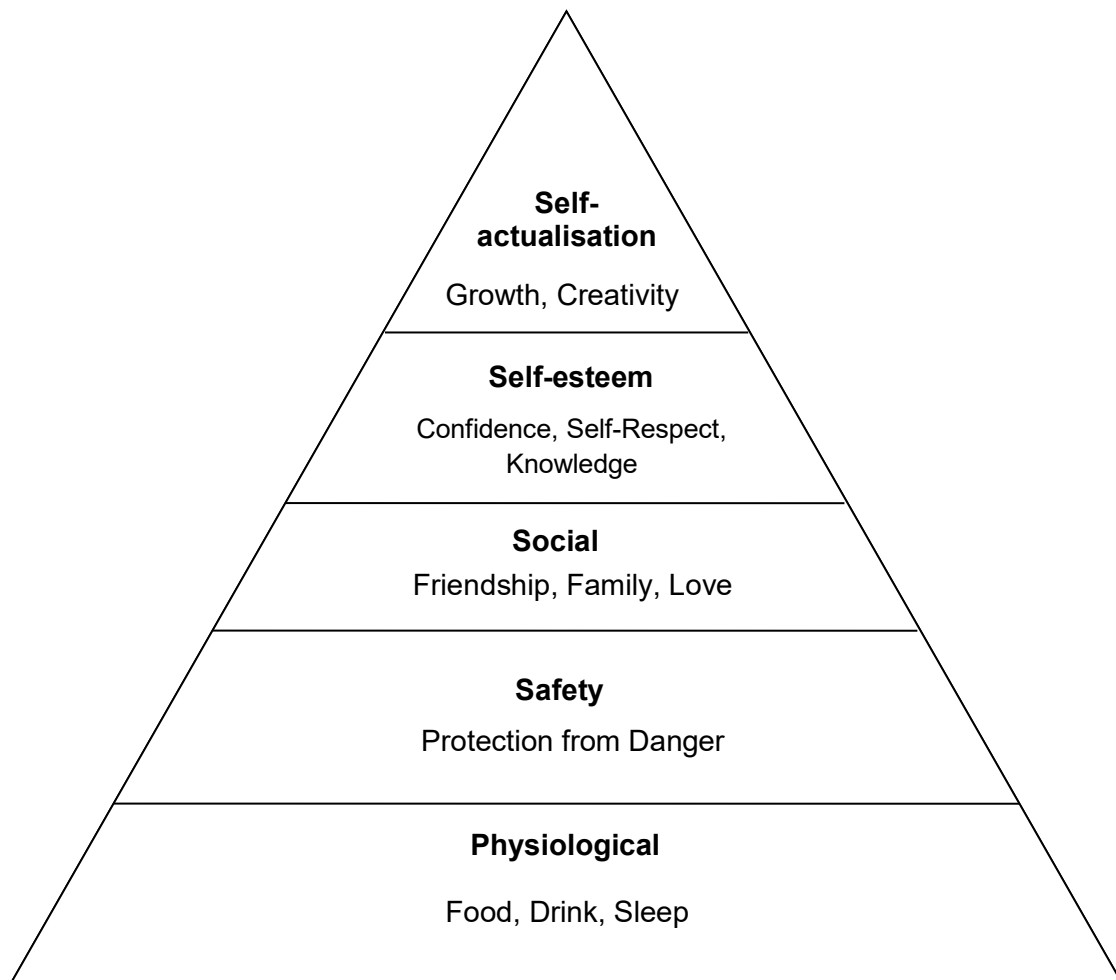 Self-
actualisation
Growth, Creativity
Self-esteem
Confidence, Self-Respect,
Knowledge
Social
Friendship, Family, Love
Safety
Protection from Danger
Physiological
Food, Drink, Sleep